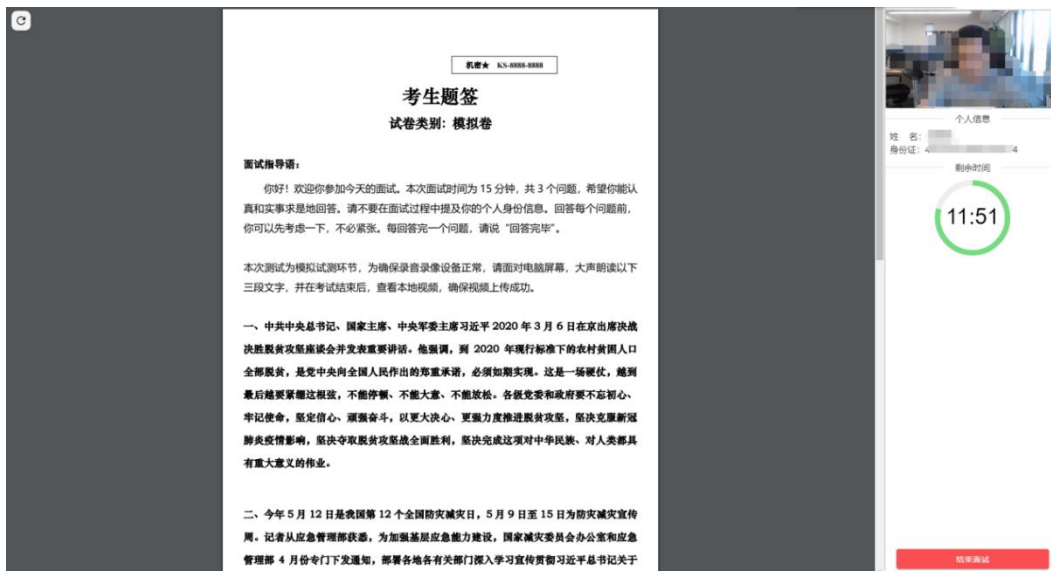 机密★ KS-8888-8888
考生题签
试卷类别：模拟卷
面试指导语：
你好！欢迎你参加今天的面试。本次面试时间为 15 分钟，共 3 个问题，希望你能认
真和实事求是地回答。请不要在面试过程中提及你的个人身份信息。回答每个问题前，
你可以先考虑一下，不必紧张。每回答完一个问题，请说“回答完毕”。
本次测试为模拟试测环节，为确保录音录像设备正常，请面对电脑屏幕，大声朗读以下
三段文字，并在考试结束后，查看本地视频，确保视频上传成功。
一、中共中央总书记、国家主席、中央军委主席习近平 2020 年 3 月 6 日在京出席决战
决胜脱贫攻坚座谈会并发表重要讲话。他强调，到 2020 年现行标准下的农村贫困人口
全部脱贫，是党中央向全国人民作出的郑重承诺，必须如期实现。这是一场硬仗，越到
最后越要紧绷这根弦，不能停顿、不能大意、不能放松。各级党委和政府要不忘初心、
牢记使命，坚定信心、顽强奋斗，以更大决心、更强力度推进脱贫攻坚，坚决克服新冠
肺炎疫情影响，坚决夺取脱贫攻坚战全面胜利，坚决完成这项对中华民族、对人类都具
有重大意义的伟业。
二、今年 5 月 12 日是我国第 12 个全国防灾减灾日，5 月 9 日至 15 日为防灾减灾宣传
周。记者从应急管理部获悉，为加强基层应急能力建设，国家减灾委员会办公室和应急
管理部 4 月份专门下发通知，部署各地各有关部门深入学习宣传贯彻习近平总书记关于
个人信息
姓 名：
身份证：4 4
剩余时间
11:51
结束面试